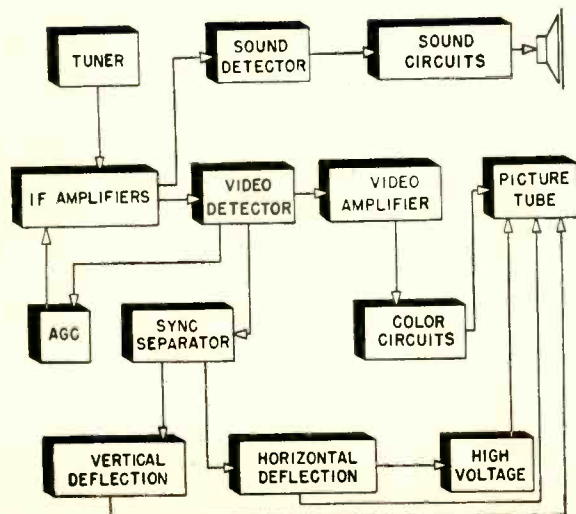 TUNER
SOUND
DETECTOR
SOUND
CIRCUITS
IF AMPLIFIERS
VIDEO
DETECTOR
VIDEO
AMPLIFIER
PICTURE
TUBE
AGC
SYNC
SEPARATOR
COLOR
CIRCUITS
VERTICAL
DEFLECTION
HORIZONTAL
DEFLECTION
HIGH
VOLTAGE